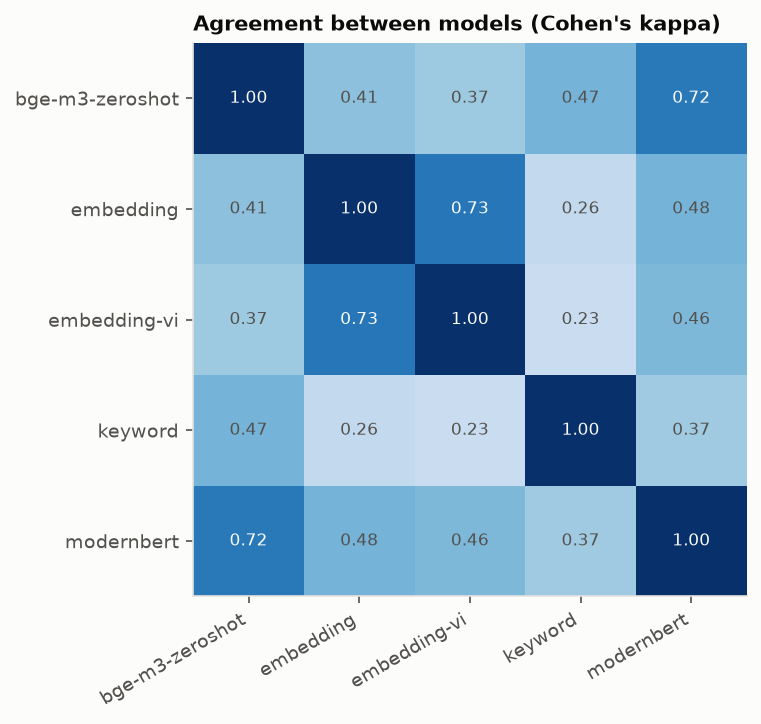 Agreement between models (Cohen's kappa)
bge-m3-zeroshot 1.00 0.41 0.37 0.47 0.72
embedding 0.41 1.00 0.73 0.26 0.48
embedding-vi 0.37 0.73 1.00 0.23 0.46
keyword 0.47 0.26 0.23 1.00 0.37
modernbert 0.72 0.48 0.46 0.37 1.00
bge-m3-zeroshot embedding embedding-vi keyword modernbert